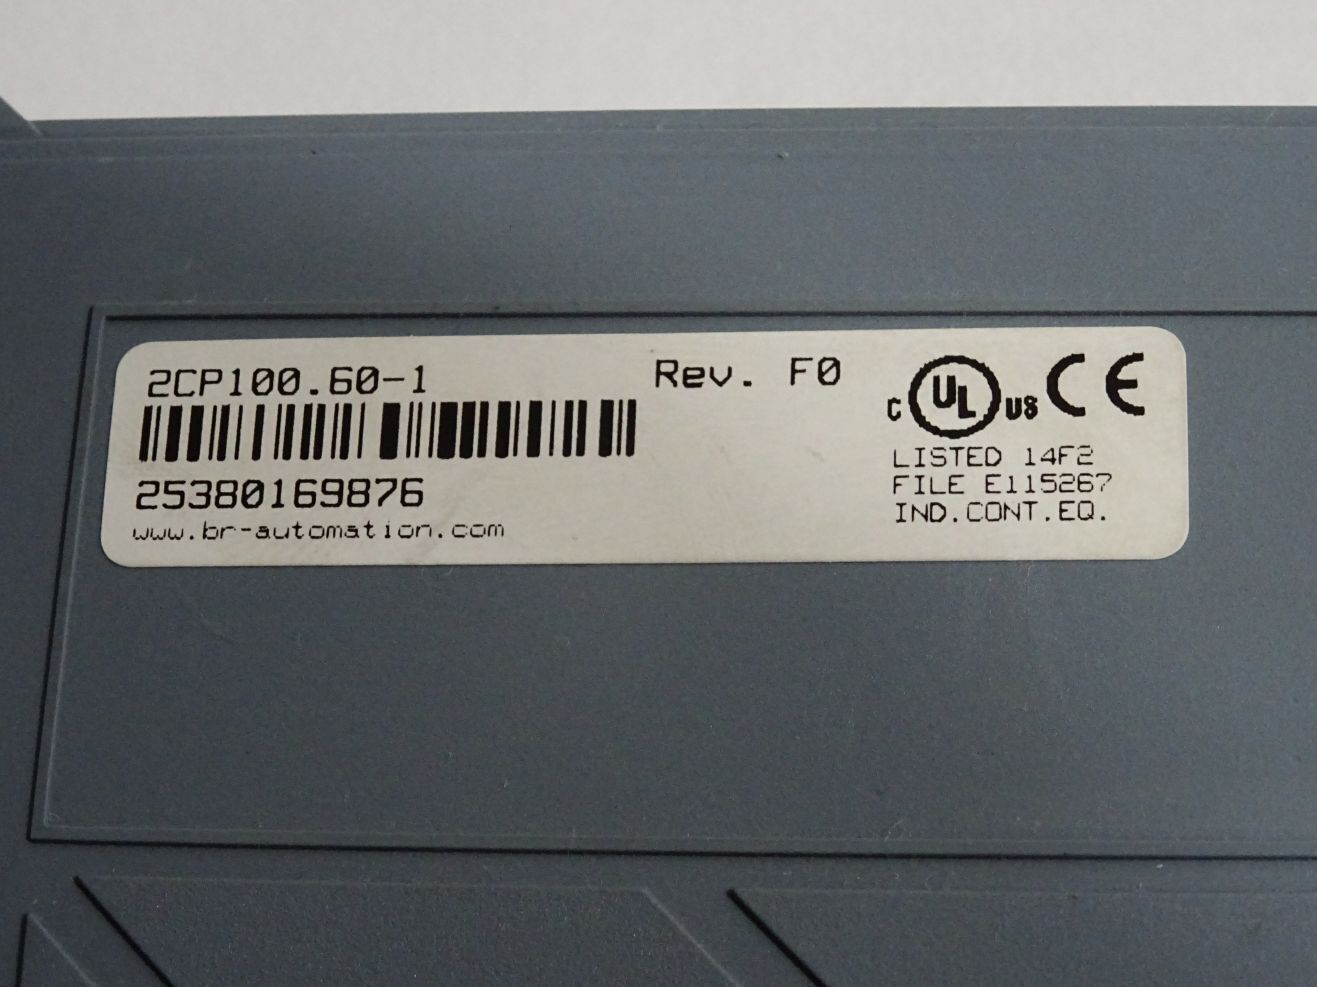 2CP100.60-1 Rev. F0
25380169876
www.br-automation.com
C UL US CE
LISTED 14F2
FILE E115267
IND.CONT.EQ.